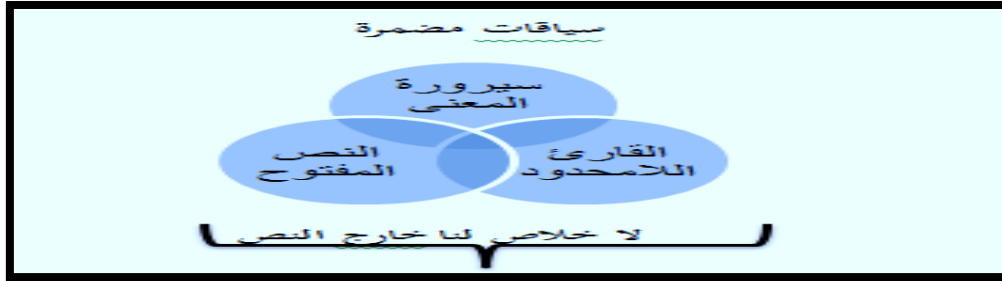 سياقات مضمرة
سيرورة
المعنى
القارئ
اللامحدود
النص
المفتوح
لا خلاص لنا خارج النص